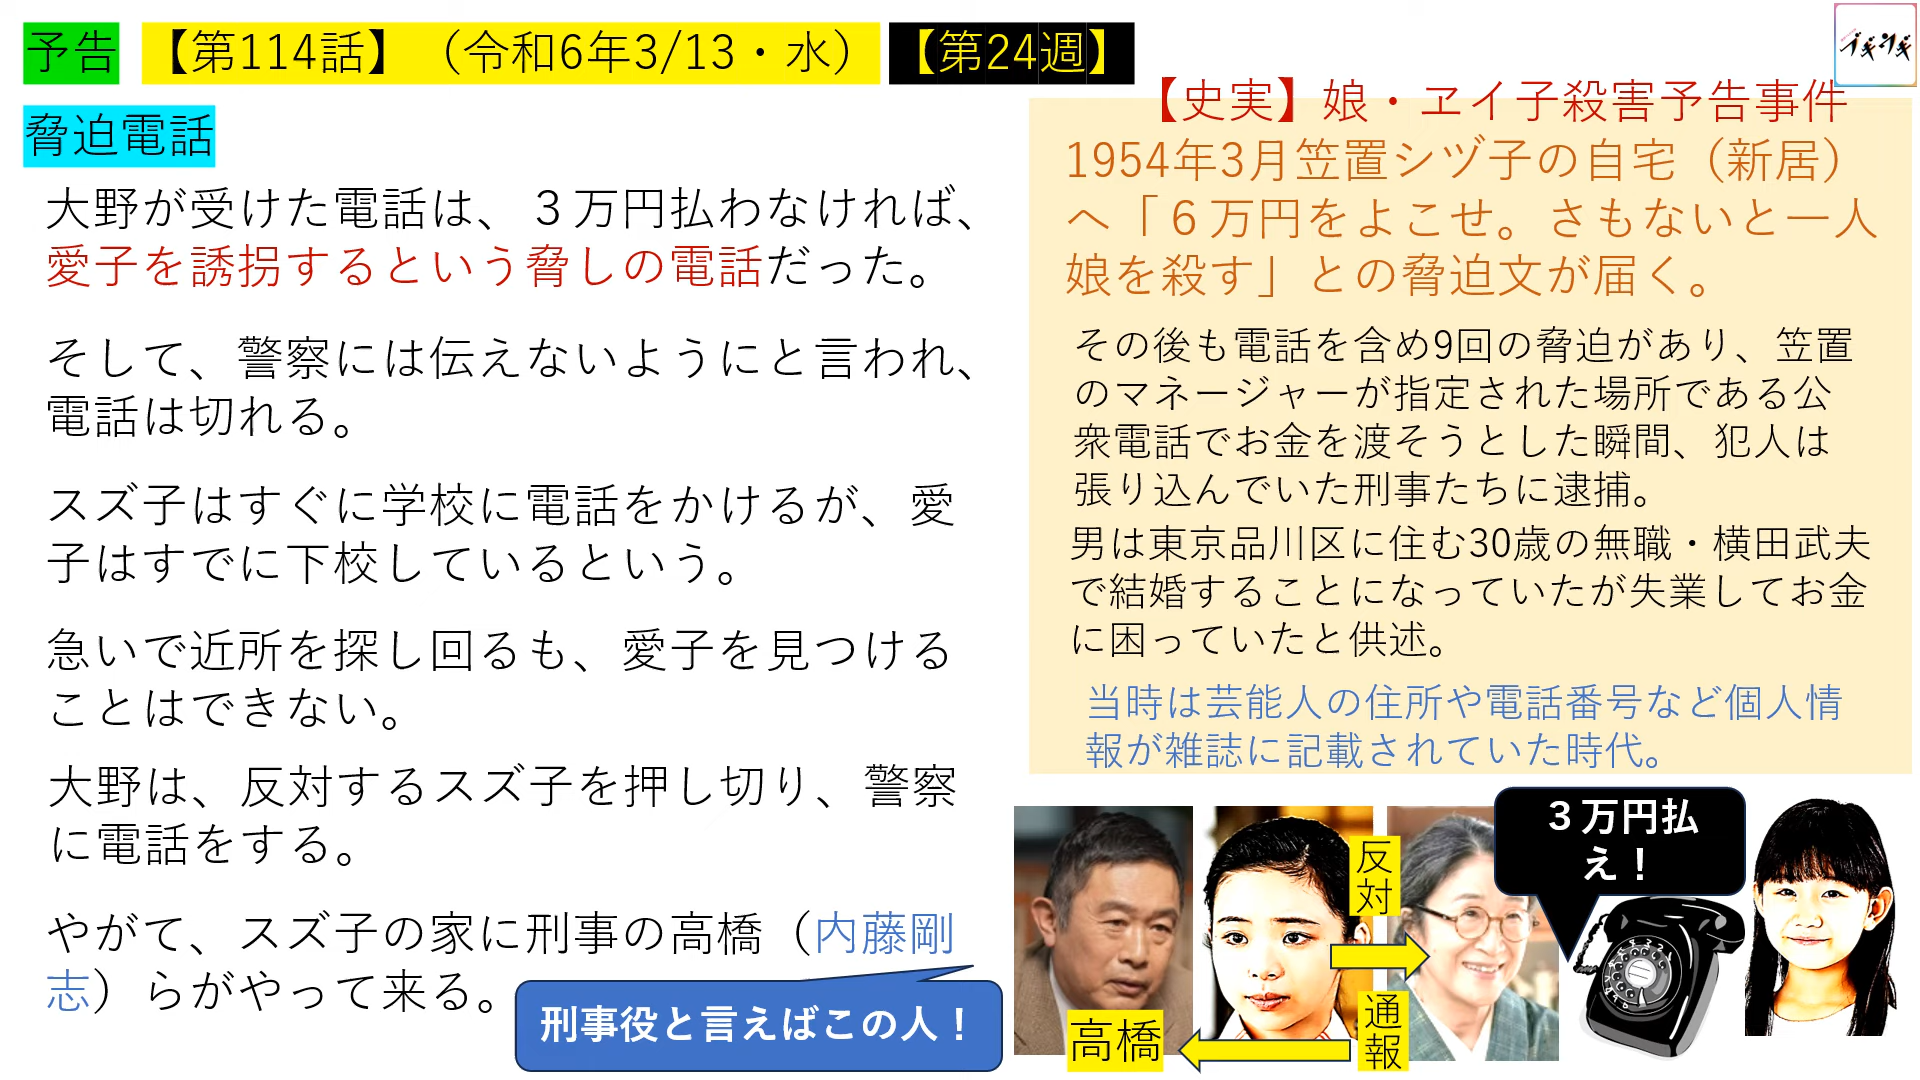 予告 【第114話】（令和6年3/13・水） 【第24週】
ブギウギ
脅迫電話
大野が受けた電話は、３万円払わなければ、
愛子を誘拐するという脅しの電話だった。
そして、警察には伝えないようにと言われ、
電話は切れる。
スズ子はすぐに学校に電話をかけるが、愛
子はすでに下校しているという。
急いで近所を探し回るも、愛子を見つける
ことはできない。
大野は、反対するスズ子を押し切り、警察
に電話をする。
やがて、スズ子の家に刑事の高橋（内藤剛
志）らがやって来る。
刑事役と言えばこの人！
【史実】娘・ヱイ子殺害予告事件
1954年3月笠置シヅ子の自宅（新居）
へ「６万円をよこせ。さもないと一人
娘を殺す」との脅迫文が届く。
その後も電話を含め9回の脅迫があり、笠置
のマネージャーが指定された場所である公
衆電話でお金を渡そうとした瞬間、犯人は
張り込んでいた刑事たちに逮捕。
男は東京品川区に住む30歳の無職・横田武夫
で結婚することになっていたが失業してお金
に困っていたと供述。
当時は芸能人の住所や電話番号など個人情
報が雑誌に記載されていた時代。
３万円払
え！
反対
通報
高橋